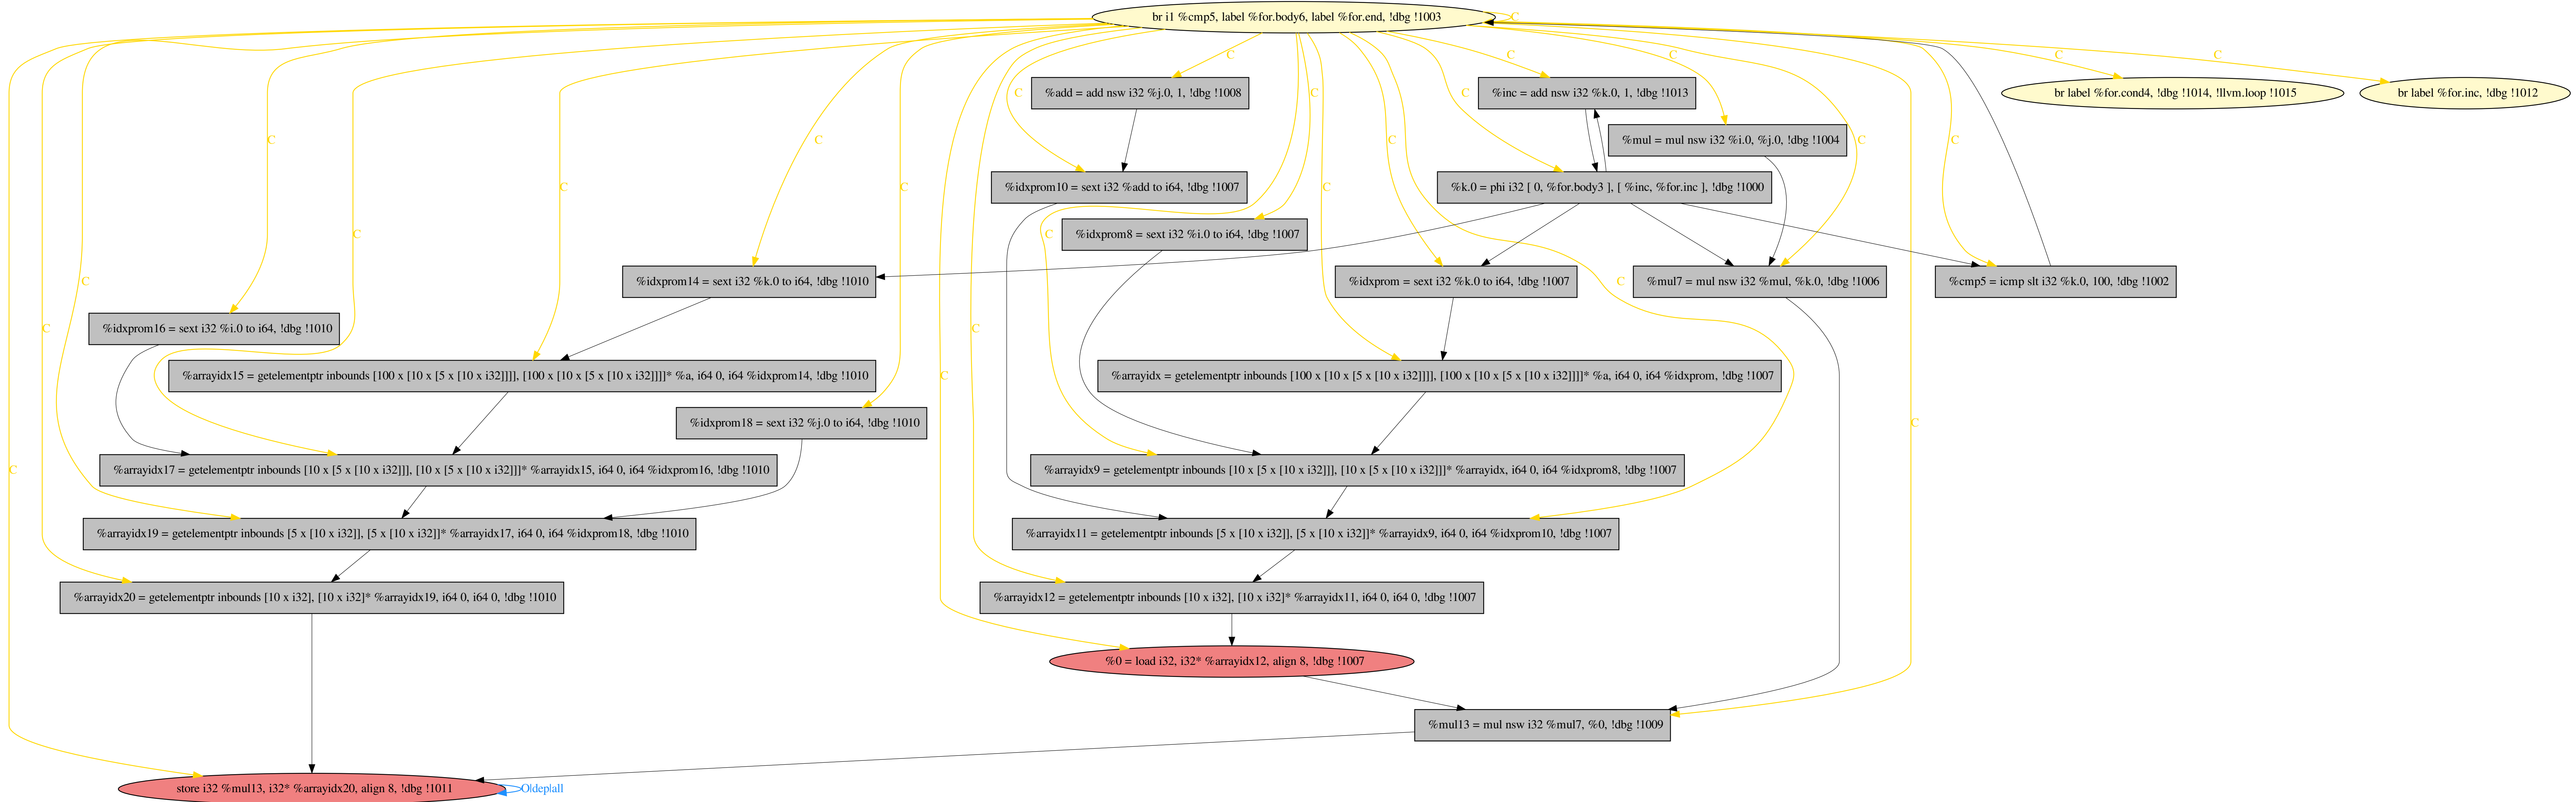 br i1 %cmp5, label %for.body6, label %for.end, !dbg !1003
C
C
C
C
br label %for.cond4, !dbg !1014, !llvm.loop !1015
br label %for.inc, !dbg !1012
C
C
C
C
C
C
%add = add nsw i32 %j.0, 1, !dbg !1008
%inc = add nsw i32 %k.0, 1, !dbg !1013
C
C
C
C
C
%mul = mul nsw i32 %i.0, %j.0, !dbg !1004
C
C
C
C
C
%idxprom10 = sext i32 %add to i64, !dbg !1007
%k.0 = phi i32 [ 0, %for.body3 ], [ %inc, %for.inc ], !dbg !1000
C
C
%idxprom8 = sext i32 %i.0 to i64, !dbg !1007
C
C
%idxprom14 = sext i32 %k.0 to i64, !dbg !1010
%idxprom = sext i32 %k.0 to i64, !dbg !1007
%mul7 = mul nsw i32 %mul, %k.0, !dbg !1006
%cmp5 = icmp slt i32 %k.0, 100, !dbg !1002
C
%idxprom16 = sext i32 %i.0 to i64, !dbg !1010
C
%arrayidx15 = getelementptr inbounds [100 x [10 x [5 x [10 x i32]]]], [100 x [10 x [5 x [10 x i32]]]]* %a, i64 0, i64 %idxprom14, !dbg !1010
C
%arrayidx = getelementptr inbounds [100 x [10 x [5 x [10 x i32]]]], [100 x [10 x [5 x [10 x i32]]]]* %a, i64 0, i64 %idxprom, !dbg !1007
%idxprom18 = sext i32 %j.0 to i64, !dbg !1010
C
C
%arrayidx17 = getelementptr inbounds [10 x [5 x [10 x i32]]], [10 x [5 x [10 x i32]]]* %arrayidx15, i64 0, i64 %idxprom16, !dbg !1010
%arrayidx9 = getelementptr inbounds [10 x [5 x [10 x i32]]], [10 x [5 x [10 x i32]]]* %arrayidx, i64 0, i64 %idxprom8, !dbg !1007
%arrayidx19 = getelementptr inbounds [5 x [10 x i32]], [5 x [10 x i32]]* %arrayidx17, i64 0, i64 %idxprom18, !dbg !1010
%arrayidx11 = getelementptr inbounds [5 x [10 x i32]], [5 x [10 x i32]]* %arrayidx9, i64 0, i64 %idxprom10, !dbg !1007
%arrayidx20 = getelementptr inbounds [10 x i32], [10 x i32]* %arrayidx19, i64 0, i64 0, !dbg !1010
%arrayidx12 = getelementptr inbounds [10 x i32], [10 x i32]* %arrayidx11, i64 0, i64 0, !dbg !1007
%0 = load i32, i32* %arrayidx12, align 8, !dbg !1007
%mul13 = mul nsw i32 %mul7, %0, !dbg !1009
store i32 %mul13, i32* %arrayidx20, align 8, !dbg !1011
O|dep|all